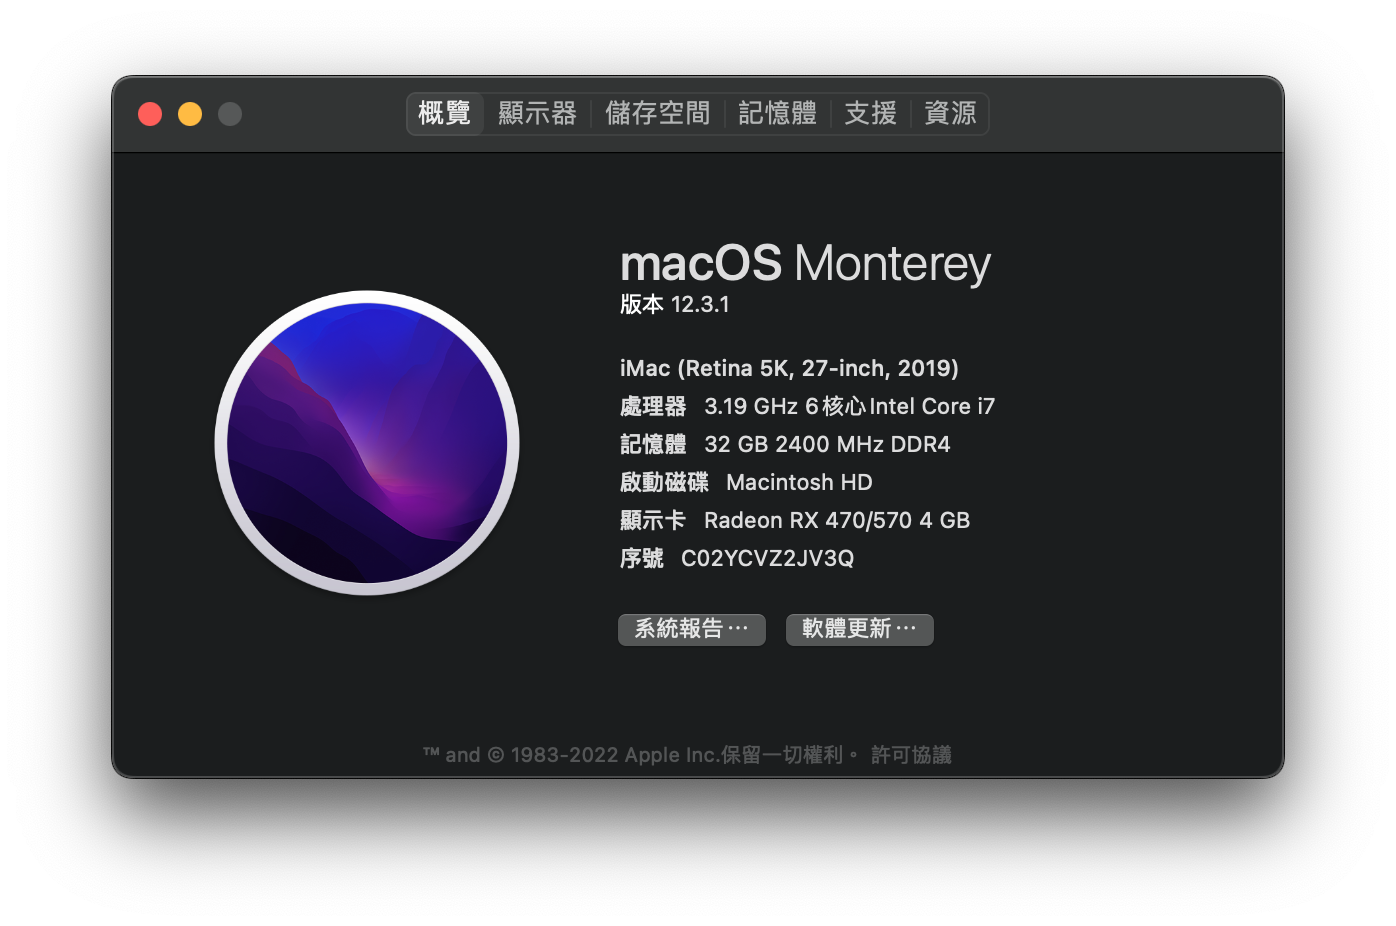 概覽 顯示器 儲存空間 記憶體 支援 資源
macOS Monterey
版本 12.3.1
iMac (Retina 5K, 27-inch, 2019)
處理器 3.19 GHz 6核心Intel Core i7
記憶體 32 GB 2400 MHz DDR4
啟動磁碟 Macintosh HD
顯示卡 Radeon RX 470/570 4 GB
序號 C02YCVZ2JV3Q
系統報告⋯ 軟體更新⋯
™ and © 1983-2022 Apple Inc.保留一切權利。 許可協議